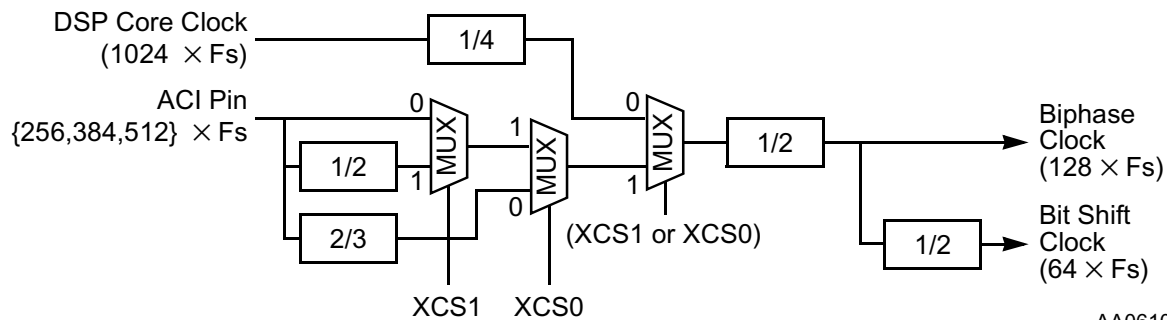 DSP Core Clock
(1024 × Fs)
1/4
ACI Pin
{256,384,512} × Fs
0
1
MUX
1/2
2/3
1
0
MUX
0
1
MUX
(XCS1 or XCS0)
1/2
Biphase
Clock
(128 × Fs)
1/2
Bit Shift
Clock
(64 × Fs)
XCS1
XCS0